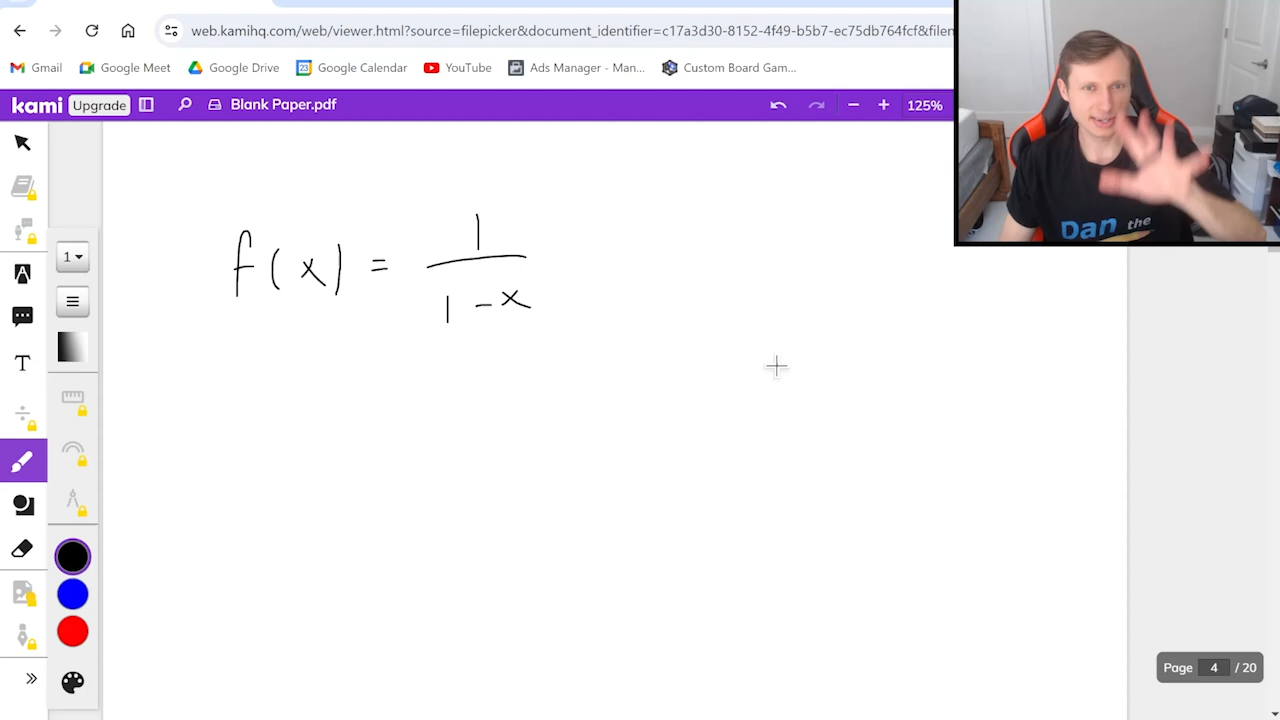 web.kamihq.com/web/viewer.html?source=filepicker&document_identifier=c17a3d30-8152-4f49-b5b7-ec75db764fcf&filen
Gmail Google Meet Google Drive 23 Google Calendar YouTube Ads Manager - Man... Custom Board Gam...
kami Upgrade Blank Paper.pdf 125%
Dan the
1
f(x) = 1
1 - x
T
Page 4 / 20